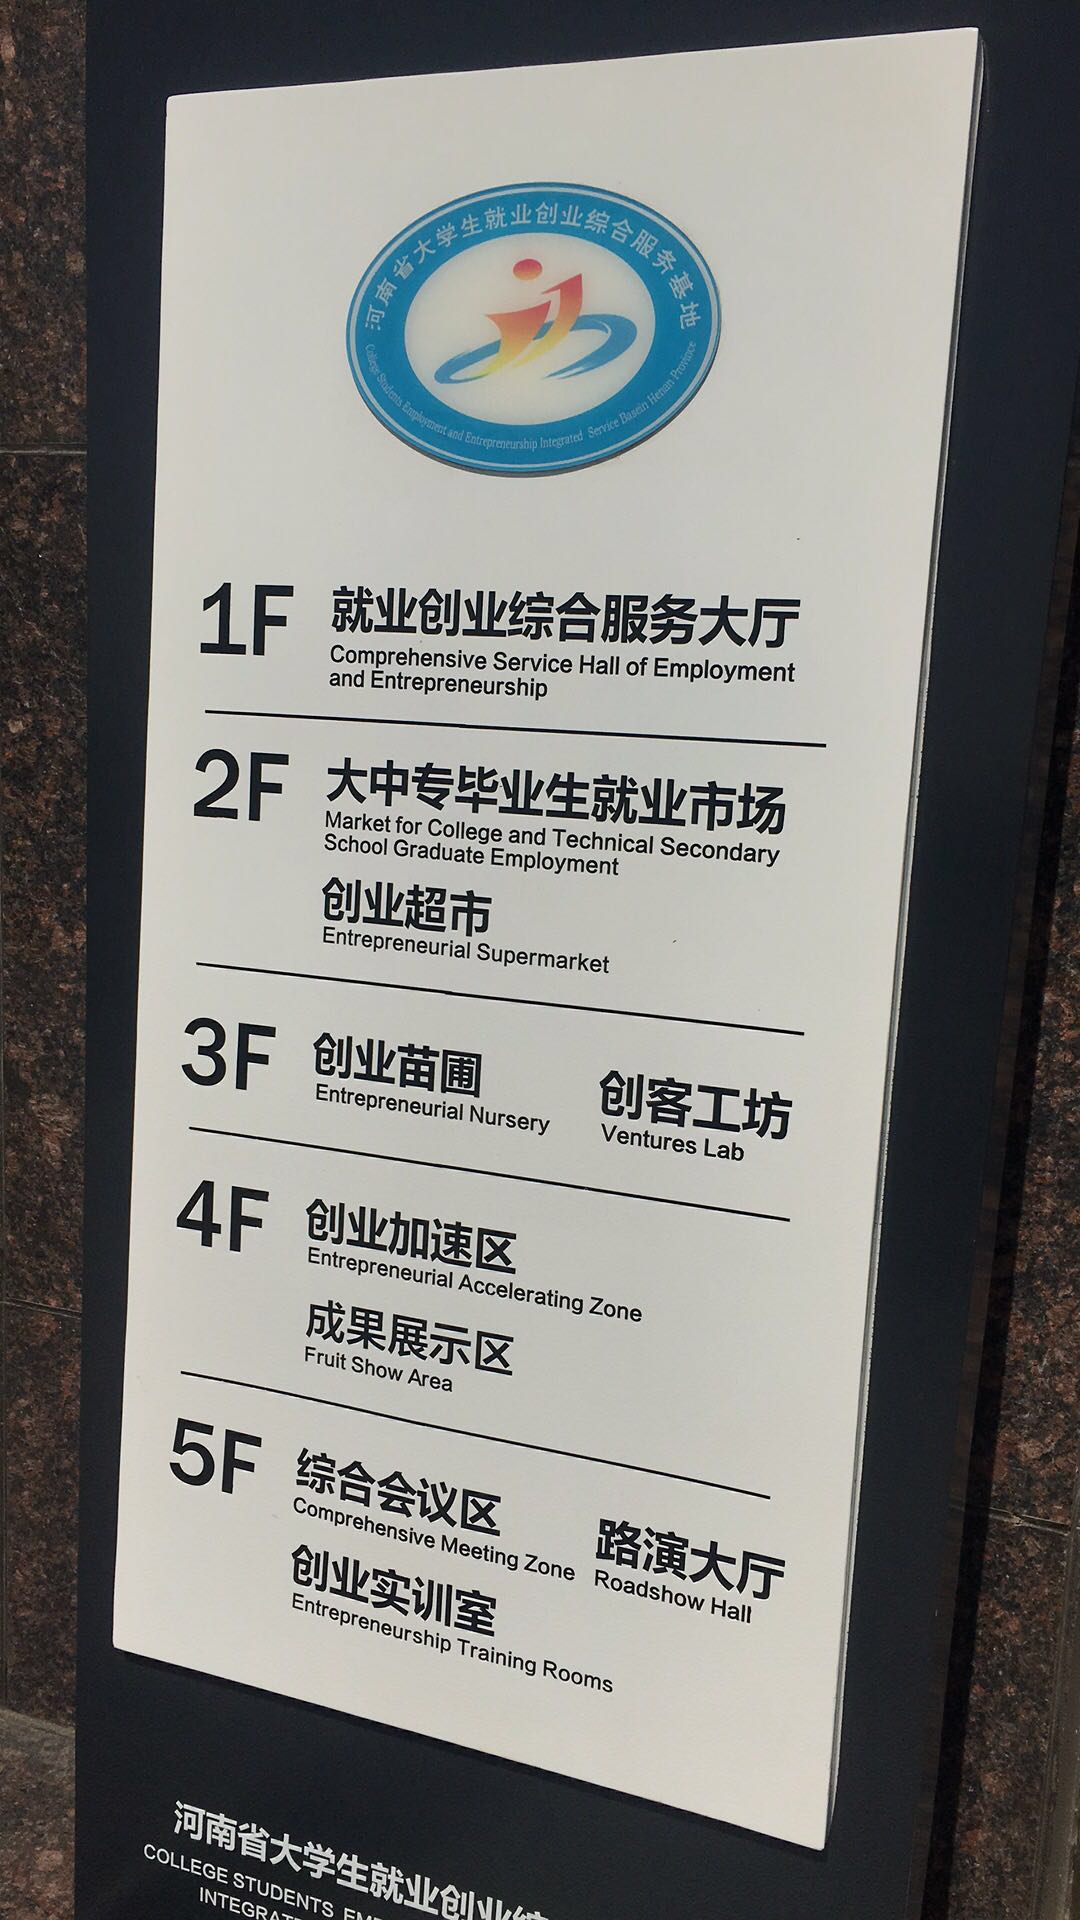 河南省大学生就业创业综合服务基地
College Students Employment and Entrepreneurship Integrated Service Basein Henan Province
1F 就业创业综合服务大厅
Comprehensive Service Hall of Employment
and Entrepreneurship
2F 大中专毕业生就业市场
Market for College and Technical Secondary
School Graduate Employment
创业超市
Entrepreneurial Supermarket
3F 创业苗圃 创客工坊
Entrepreneurial Nursery Ventures Lab
4F 创业加速区
Entrepreneurial Accelerating Zone
成果展示区
Fruit Show Area
5F 综合会议区 路演大厅
Comprehensive Meeting Zone Roadshow Hall
创业实训室
Entrepreneurship Training Rooms
河南省大学生就业创业综
COLLEGE STUDENTS EMP
INTEGRAT